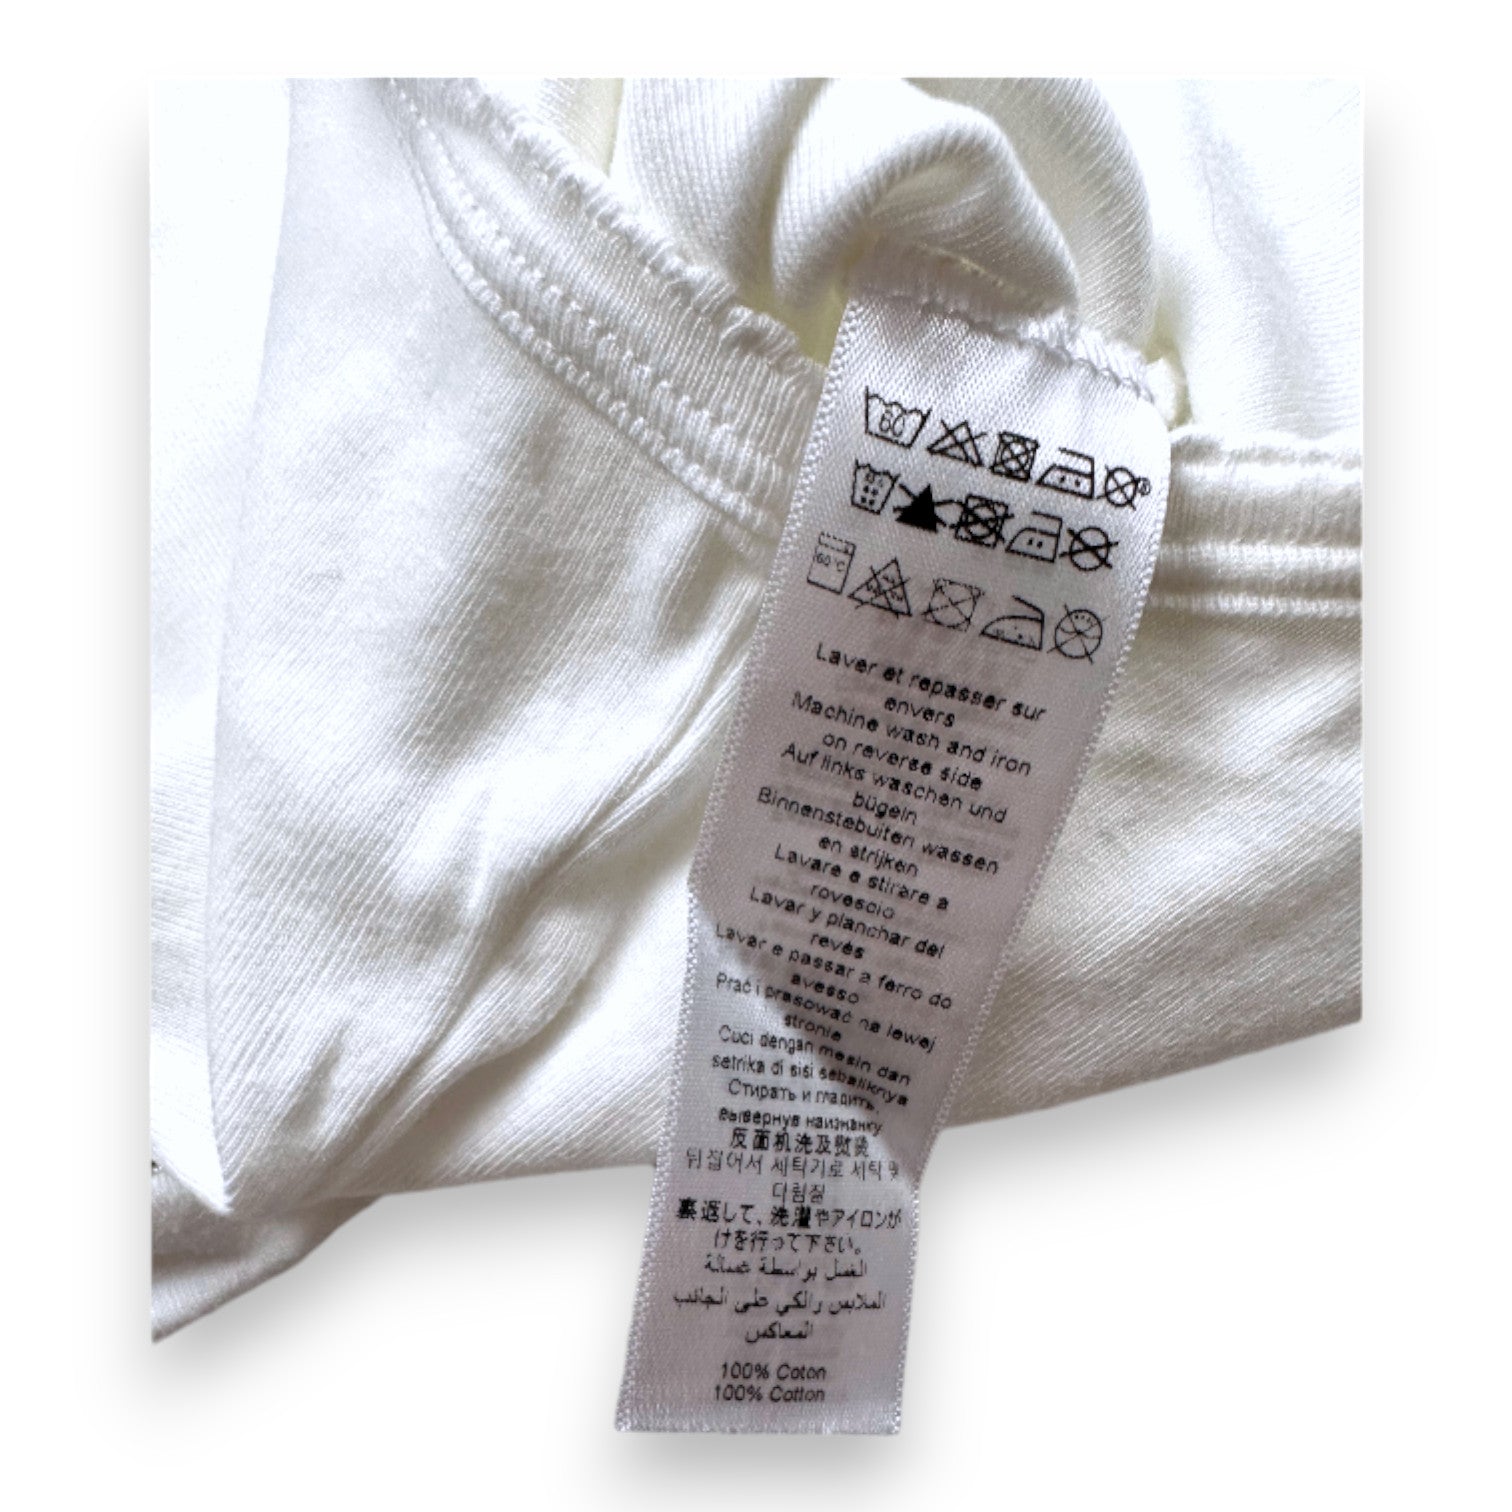 60
60°C
Laver et repasser sur
envers
Machine wash and iron
on reverse side
Auf links waschen und
bügeln
Binnenstebuiten wassen
en strijken
Lavare e stirare a
rovescio
Lavar y planchar del
revés
Lavar e passar a ferro do
avesso
Prać i prasować na lewej
stronie
Cuci dengan mesin dan
setrika di sisi sebaliknya
Стирать и гладить,
вывернув наизнанку
反面机洗及熨烫
뒤집어서 세탁기로 세탁 및
다림질
裏返して、洗濯やアイロンが
けを行って下さい。
الغسل بواسطة غسالة
الملابس والكي على الجانب
المعاكس
100% Coton
100% Cotton